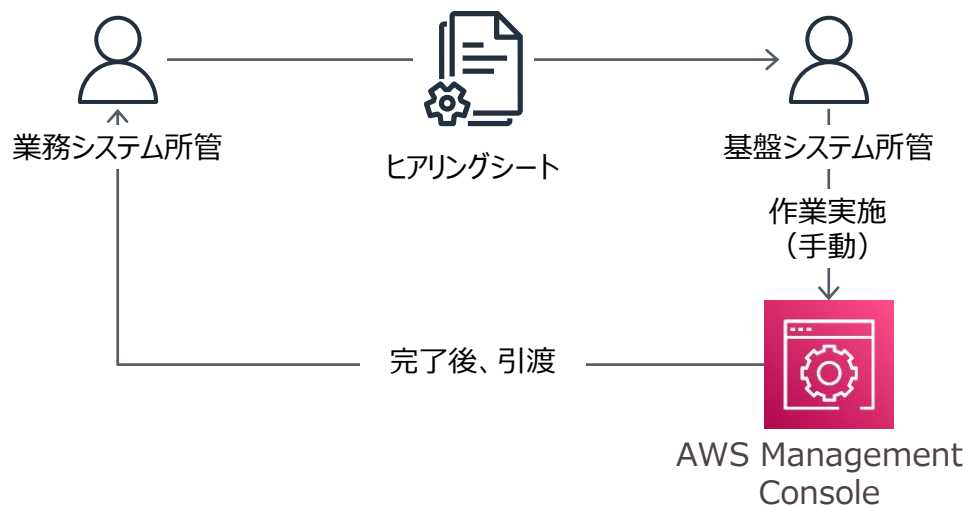 業務システム所管
ヒアリングシート
基盤システム所管
作業実施
（手動）
完了後、引渡
AWS Management
Console